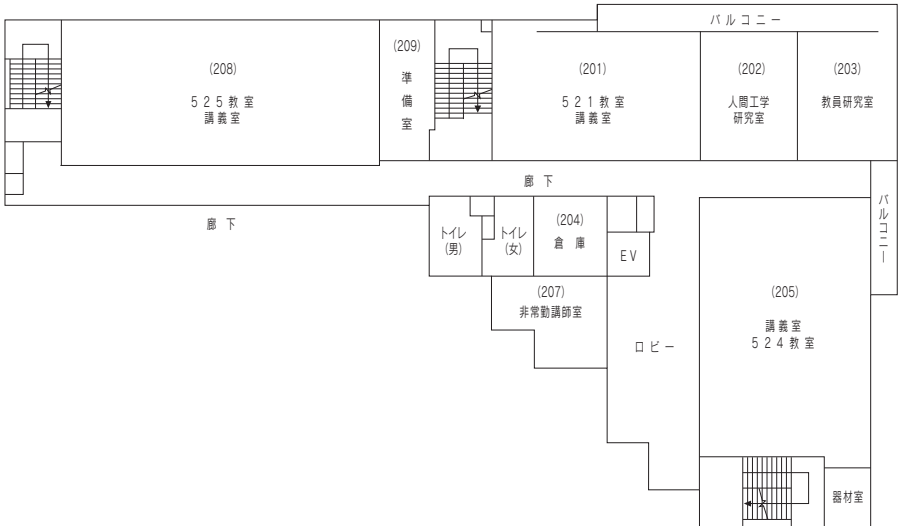 バルコニー
(208)
525教室
講義室
(209)
準
備
室
(201)
521教室
講義室
(202)
人間工学
研究室
(203)
教員研究室
廊下
バルコニー
廊下
トイレ
(男)
トイレ
(女)
(204)
倉庫
EV
(207)
非常勤講師室
ロビー
(205)
講義室
524教室
器材室